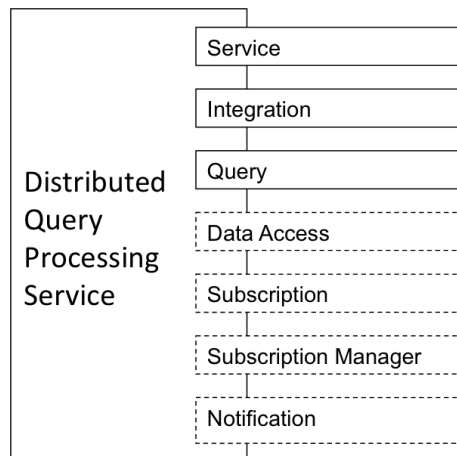 Distributed
Query
Processing
Service
Service
Integration
Query
Data Access
Subscription
Subscription Manager
Notification